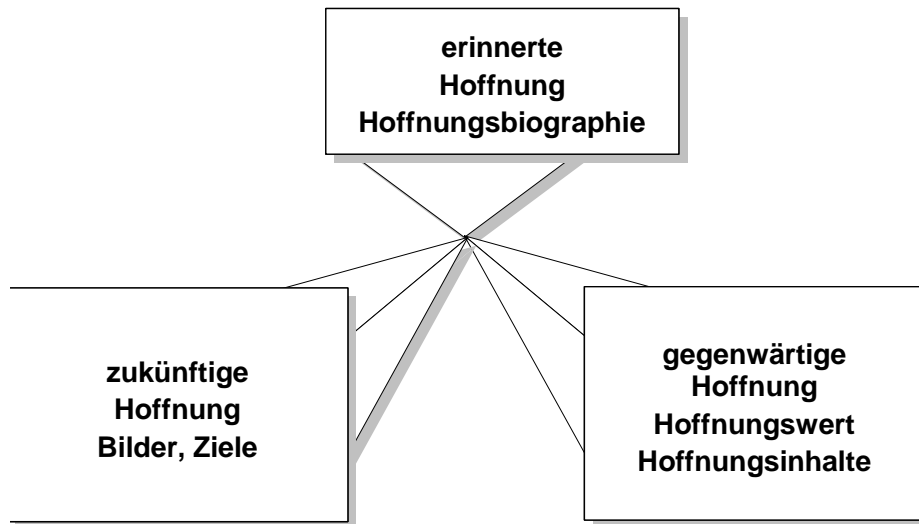 erinnerte
Hoffnung
Hoffnungsbiographie
zukünftige
Hoffnung
Bilder, Ziele
gegenwärtige
Hoffnung
Hoffnungswert
Hoffnungsinhalte